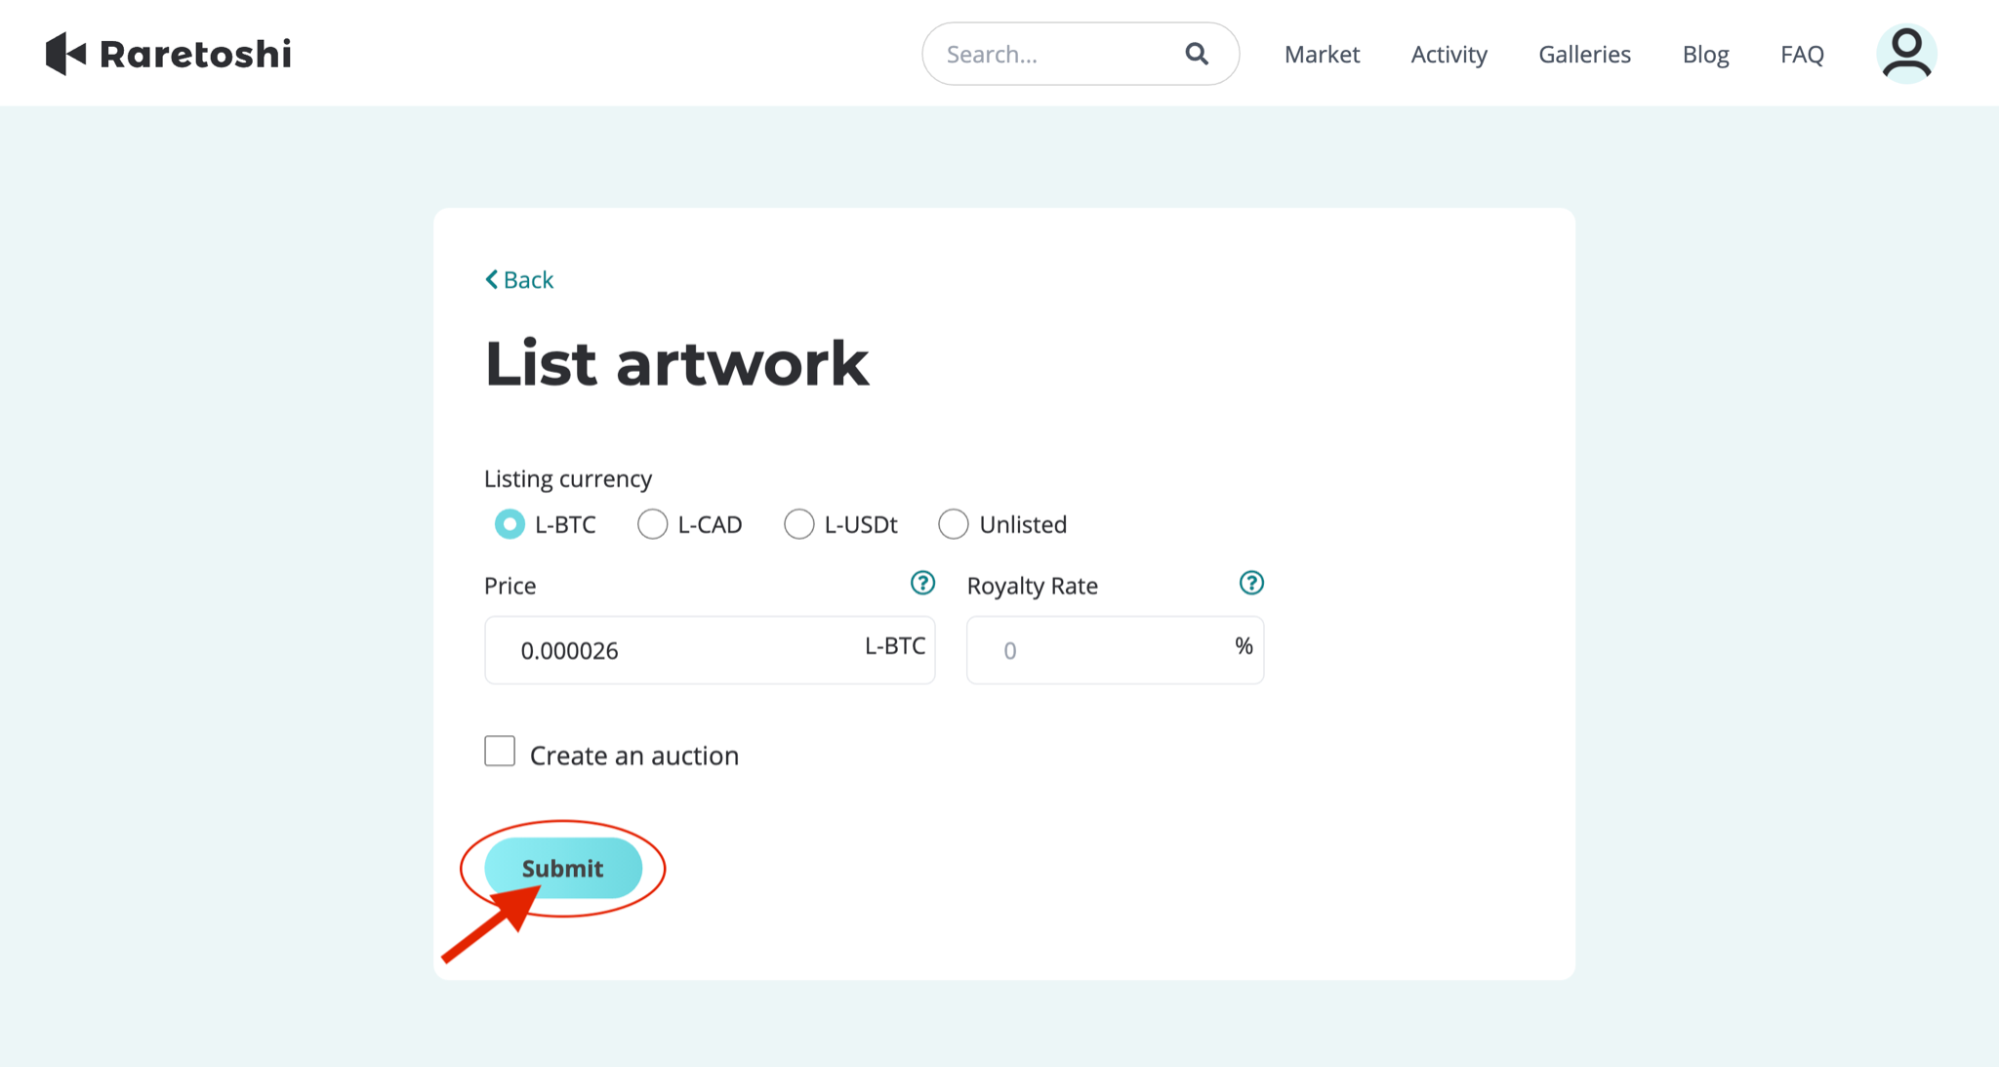 Raretoshi
Search...
Market
Activity
Galleries
Blog
FAQ
Back
List artwork
Listing currency
L-BTC
L-CAD
L-USDt
Unlisted
Price
?
Royalty Rate
?
0.000026
L-BTC
0
%
Create an auction
Submit